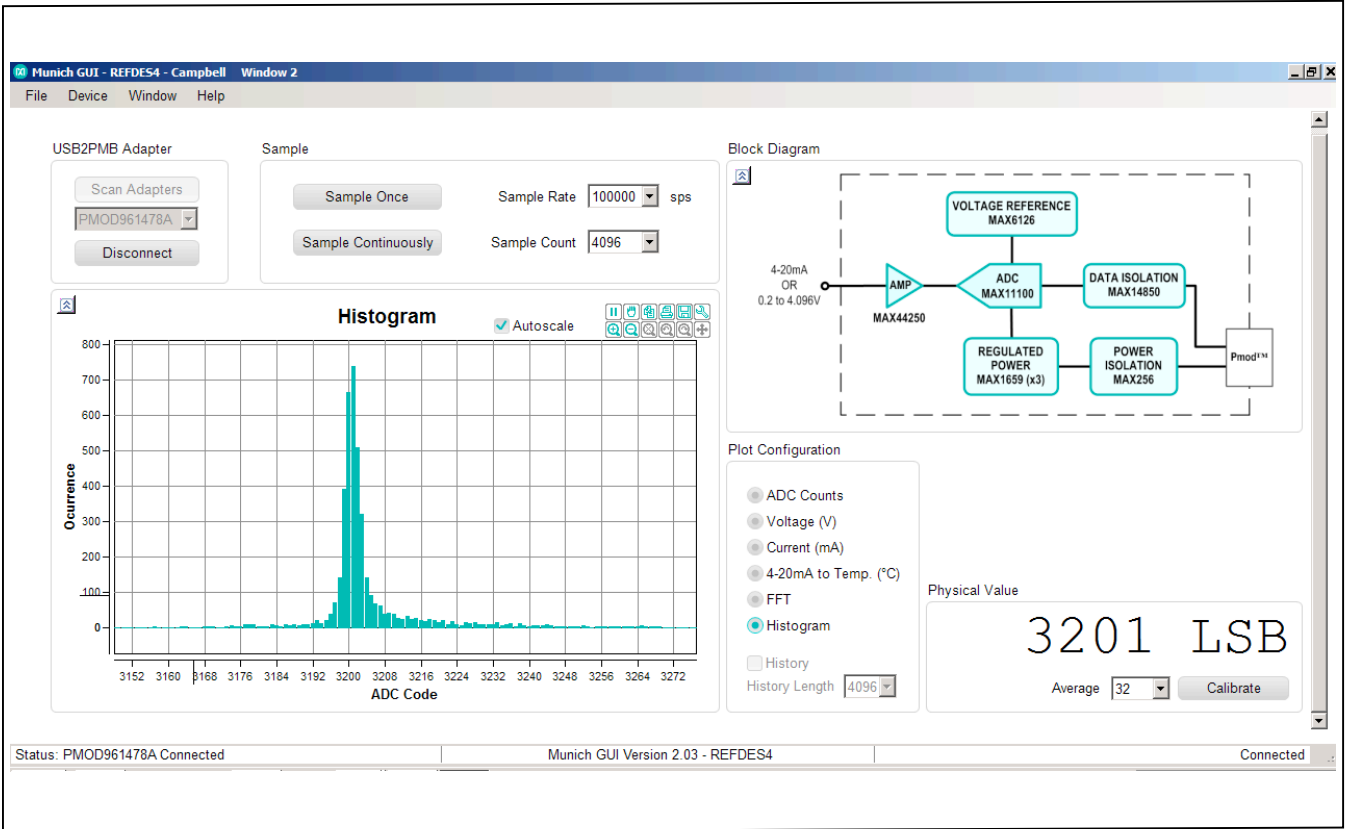 Munich GUI - REFDES4 - Campbell Window 2
File Device Window Help
USB2PMB Adapter
Scan Adapters
PMOD961478A
Disconnect
Sample
Sample Once
Sample Rate 100000 sps
Sample Continuously
Sample Count 4096
Histogram
Autoscale
800
700
600
500
400
300
200
100
0
Ocurrence
3152 3160 3168 3176 3184 3192 3200 3208 3216 3224 3232 3240 3248 3256 3264 3272
ADC Code
Block Diagram
VOLTAGE REFERENCE
MAX6126
4-20mA
OR
0.2 to 4.096V
AMP
MAX44250
ADC
MAX11100
DATA ISOLATION
MAX14850
REGULATED
POWER
MAX1659 (x3)
POWER
ISOLATION
MAX256
Pmod™
Plot Configuration
ADC Counts
Voltage (V)
Current (mA)
4-20mA to Temp. (°C)
FFT
Histogram
History
History Length 4096
Physical Value
3201 LSB
Average 32 Calibrate
Status: PMOD961478A Connected
Munich GUI Version 2.03 - REFDES4
Connected